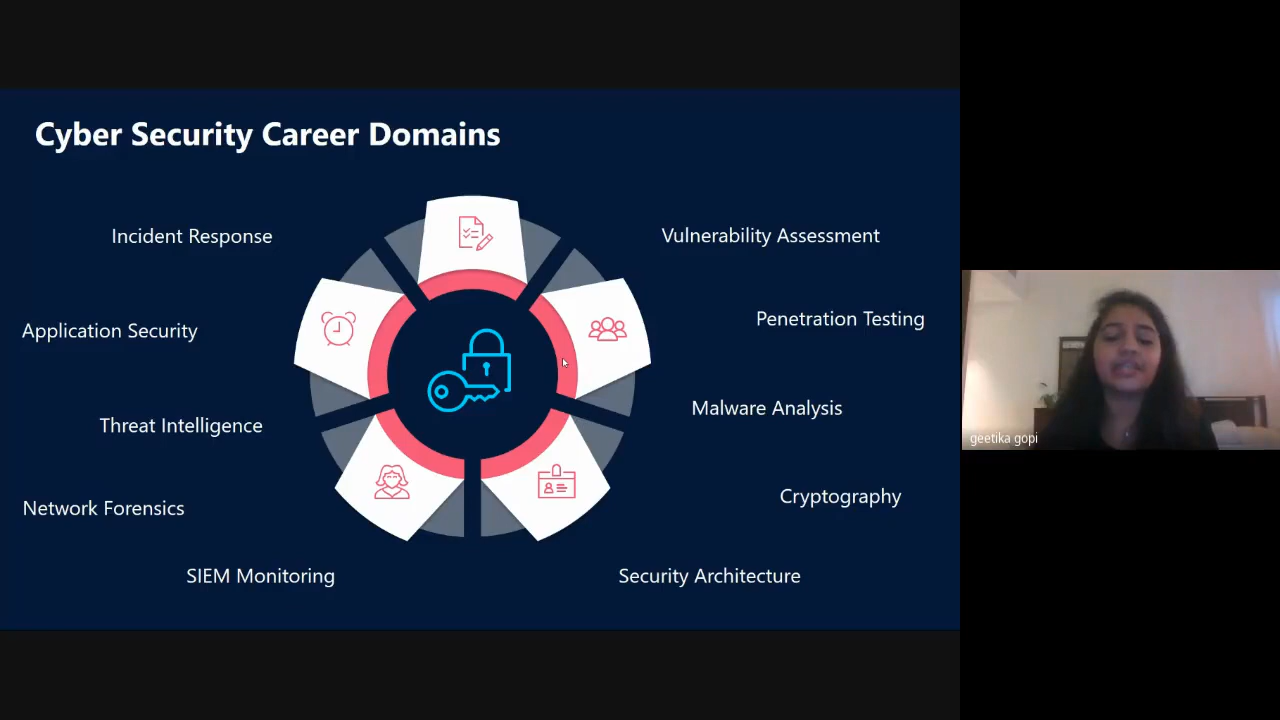 Cyber Security Career Domains
Incident Response
Vulnerability Assessment
Application Security
Penetration Testing
Threat Intelligence
Malware Analysis
Network Forensics
Cryptography
SIEM Monitoring
Security Architecture
geetika gopi